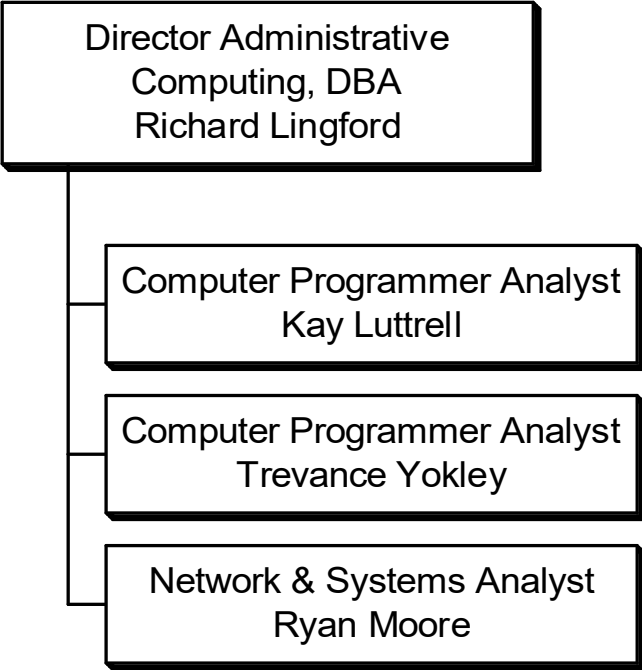 Director Administrative
Computing, DBA
Richard Lingford
Computer Programmer Analyst
Kay Luttrell
Computer Programmer Analyst
Trevance Yokley
Network & Systems Analyst
Ryan Moore